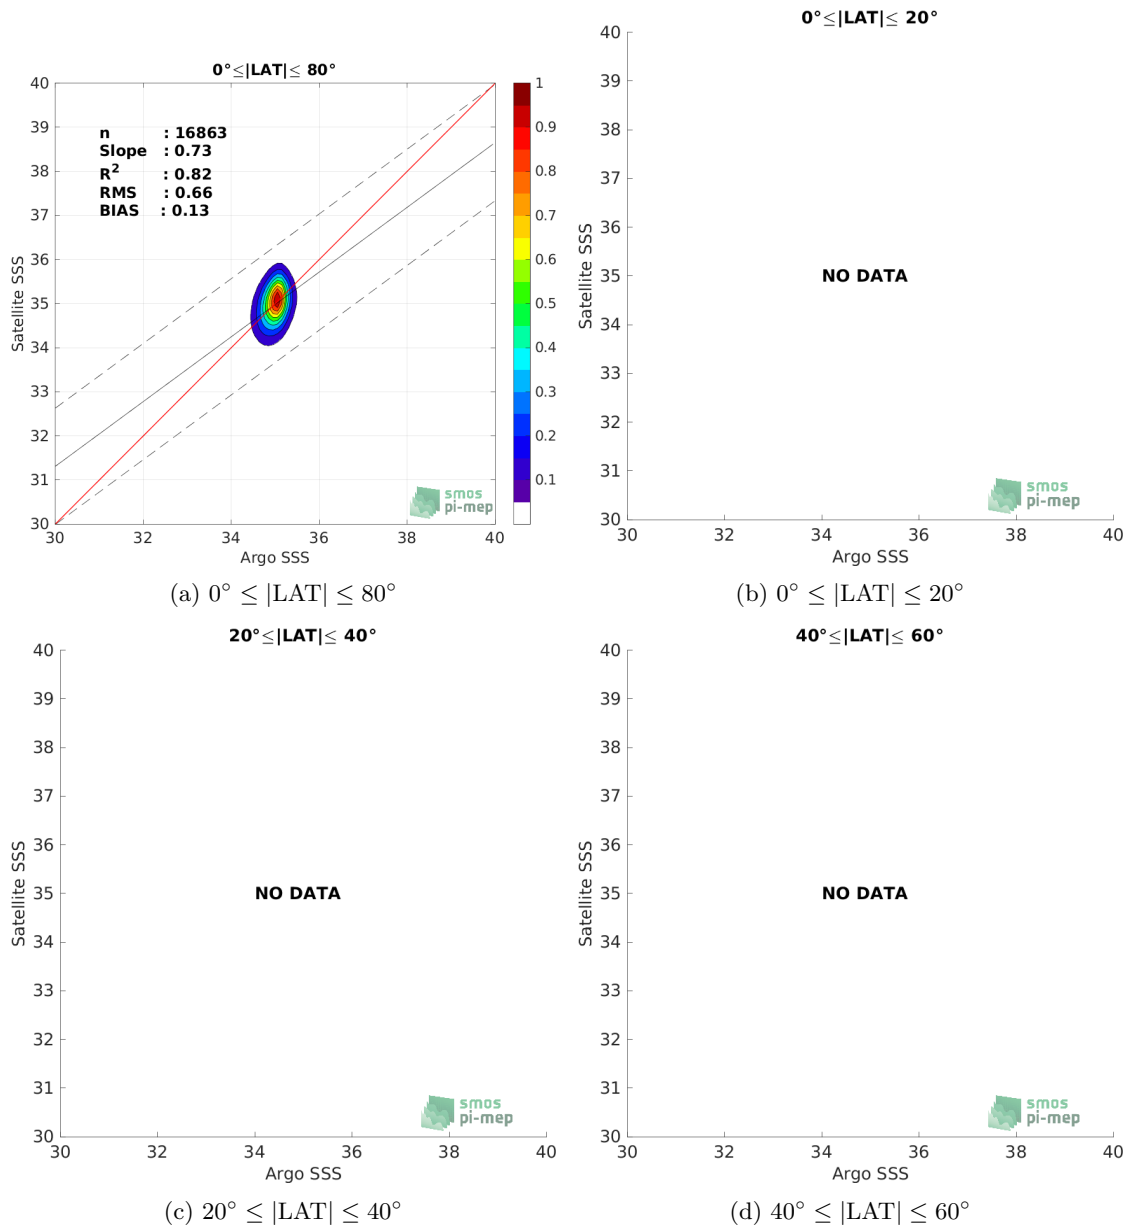 0°≤|LAT|≤ 80°
40
39
38
37
36
35
34
33
32
31
30
Satellite SSS
n : 16863
Slope : 0.73
R² : 0.82
RMS : 0.66
BIAS : 0.13
smos
pi-mep
30 32 34 36 38 40
Argo SSS
1
0.9
0.8
0.7
0.6
0.5
0.4
0.3
0.2
0.1
(a) 0° ≤ |LAT| ≤ 80°
0°≤|LAT|≤ 20°
40
39
38
37
36
35
34
33
32
31
30
Satellite SSS
NO DATA
smos
pi-mep
30 32 34 36 38 40
Argo SSS
(b) 0° ≤ |LAT| ≤ 20°
20°≤|LAT|≤ 40°
40
39
38
37
36
35
34
33
32
31
30
Satellite SSS
NO DATA
smos
pi-mep
30 32 34 36 38 40
Argo SSS
(c) 20° ≤ |LAT| ≤ 40°
40°≤|LAT|≤ 60°
40
39
38
37
36
35
34
33
32
31
30
Satellite SSS
NO DATA
smos
pi-mep
30 32 34 36 38 40
Argo SSS
(d) 40° ≤ |LAT| ≤ 60°